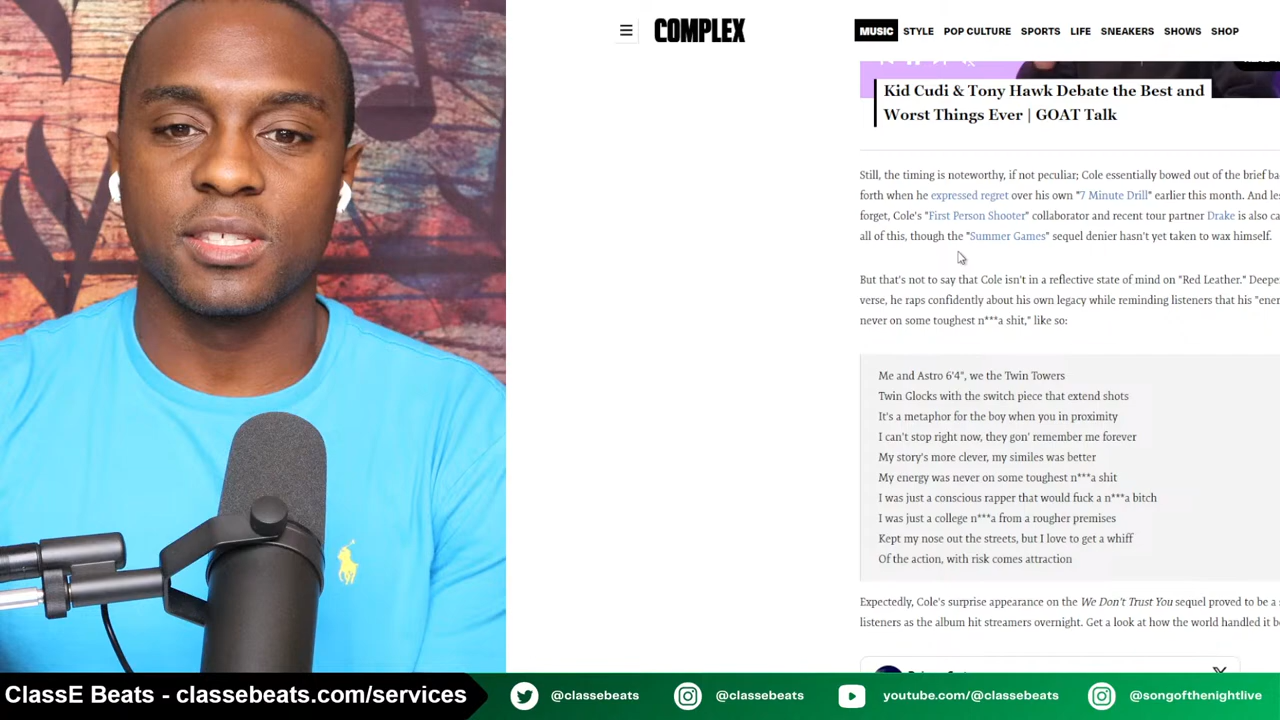 COMPLEX
MUSIC STYLE POP CULTURE SPORTS LIFE SNEAKERS SHOWS SHOP
Kid Cudi & Tony Hawk Debate the Best and
Worst Things Ever | GOAT Talk
Still, the timing is noteworthy, if not peculiar; Cole essentially bowed out of the brief
forth when he expressed regret over his own "7 Minute Drill" earlier this month. And
forget, Cole's "First Person Shooter" collaborator and recent tour partner Drake is also
all of this, though the "Summer Games" sequel denier hasn't yet taken to wax himself.
But that's not to say that Cole isn't in a reflective state of mind on "Red Leather."
verse, he raps confidently about his own legacy while reminding listeners that his
never on some toughest n***a shit," like so:
Me and Astro 6'4", we the Twin Towers
Twin Glocks with the switch piece that extend shots
It's a metaphor for the boy when you in proximity
I can't stop right now, they gon' remember me forever
My story's more clever, my similes was better
My energy was never on some toughest n***a shit
I was just a conscious rapper that would fuck a n***a bitch
I was just a college n***a from a rougher premises
Kept my nose out the streets, but I love to get a whiff
Of the action, with risk comes attraction
Expectedly, Cole's surprise appearance on the We Don't Trust You sequel proved to be a
listeners as the album hit streamers overnight. Get a look at how the world handled it
ClassE Beats - classebeats.com/services
@classebeats
@classebeats
youtube.com/@classebeats
@songofthenightlive